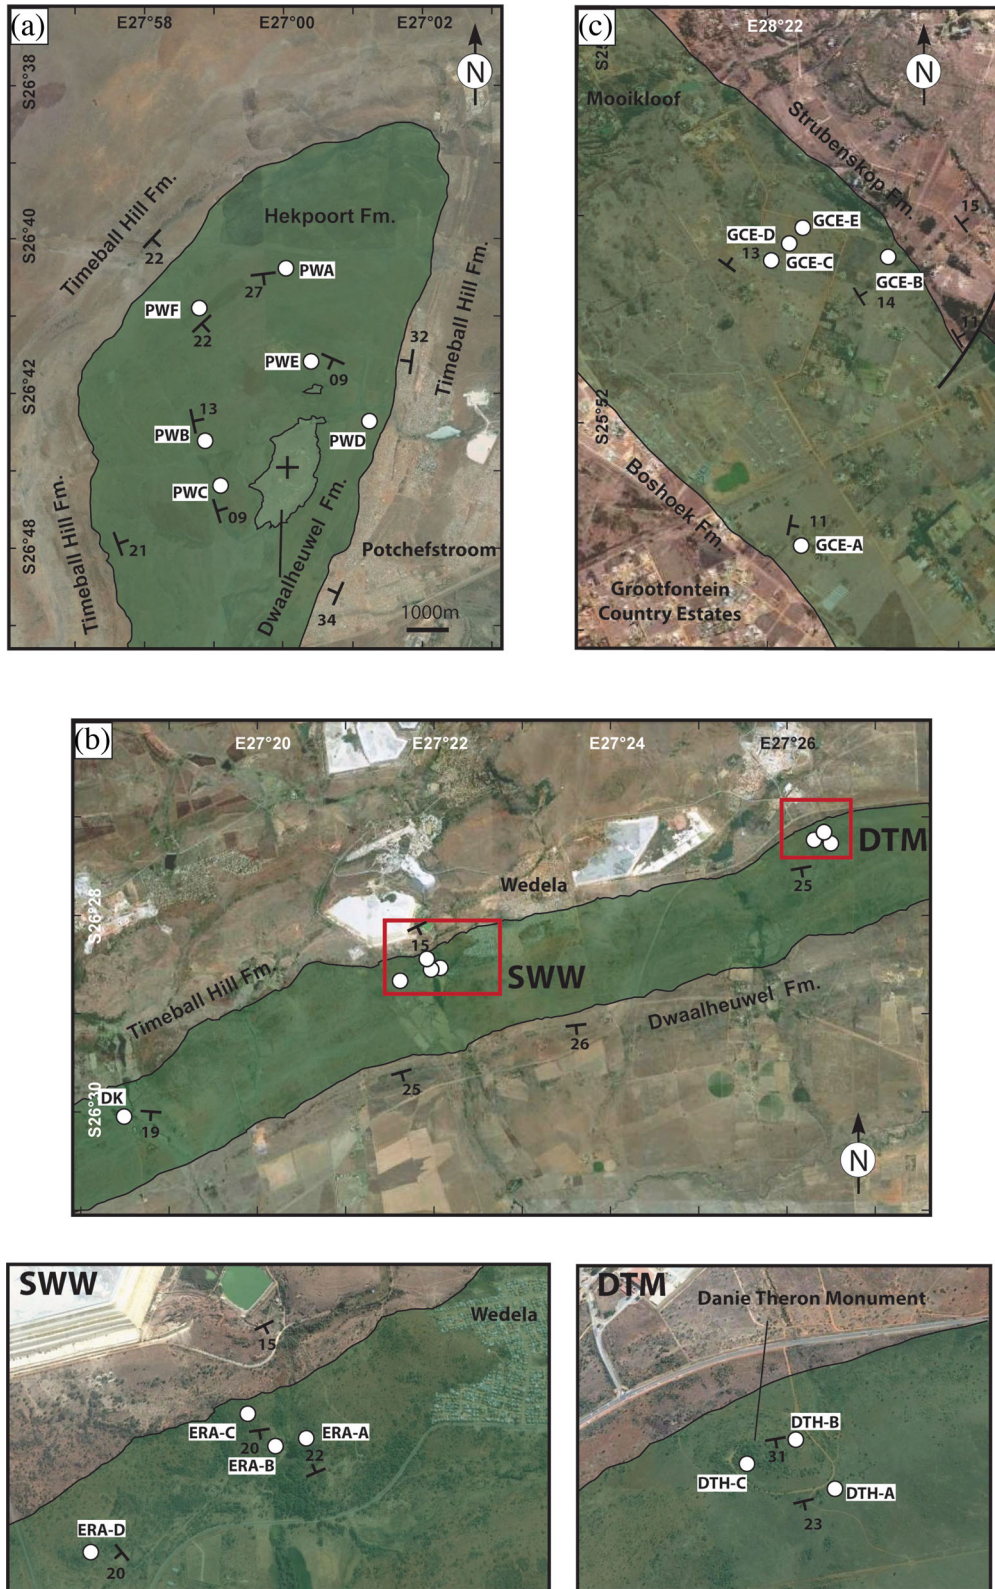 (a)
E27°58
E27°00
E27°02
N
S26°38
S26°40
S26°42
S26°48
Timeball Hill Fm.
22
Hekpoort Fm.
PWA
27
PWF
22
PWE
09
32
Timeball Hill Fm.
13
PWB
PWD
PWC
09
Timeball Hill Fm.
21
Dwaalheuwel Fm.
Potchefstroom
34
1000m
(c)
E28°22
N
S25
Mooikloof
Strubenskop Fm.
15
GCE-E
GCE-D
13
GCE-C
GCE-B
14
11
S25°52
Boshoek Fm.
11
GCE-A
Grootfontein
Country Estates
(b)
E27°20
E27°22
E27°24
E27°26
S26°28
S26°30
DTM
25
Wedela
15
SWW
Timeball Hill Fm.
Dwaalheuwel Fm.
26
25
DK
19
N
SWW
Wedela
15
ERA-C
20
ERA-A
ERA-B
22
ERA-D
20
DTM
Danie Theron Monument
DTH-B
31
DTH-C
DTH-A
23